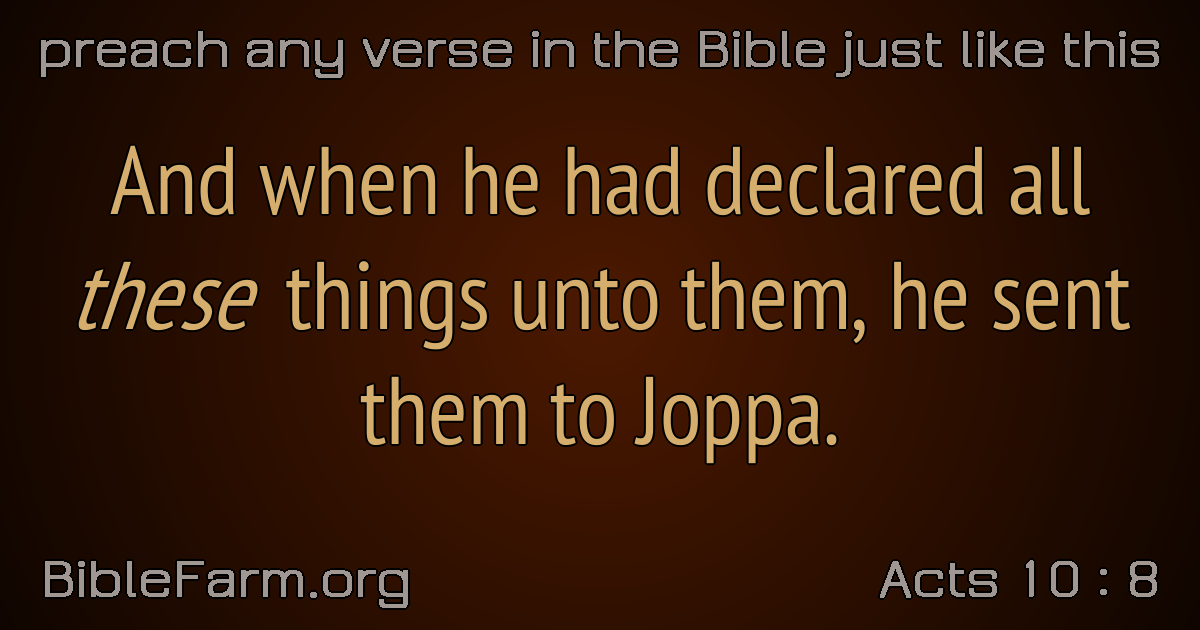 preach any verse in the Bible just like this
And when he had declared all
these things unto them, he sent
them to Joppa.
BibleFarm.org
Acts 10 : 8